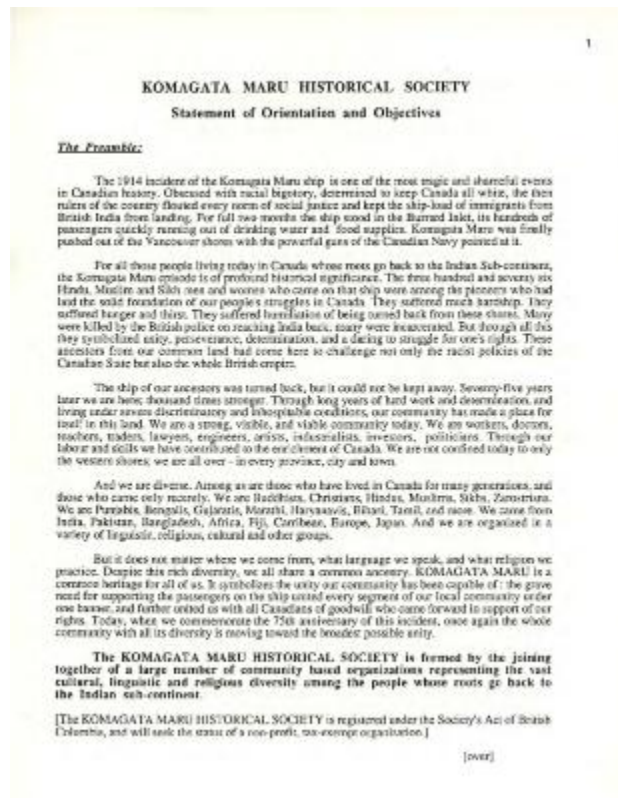 1
KOMAGATA MARU HISTORICAL SOCIETY
Statement of Orientation and Objectives
The Preamble:
The 1914 incident of the Komagata Maru ship is one of the most tragic and shameful events
in Canadian history. Obsessed with racial bigotry, determined to keep Canada all white, the then
rulers of the country flouted every norm of social justice and kept the ship-load of immigrants from
British India from landing. For full two months the ship stood in the Burrard Inlet, its hundreds of
passengers quickly running out of drinking water and food supplies. Komagata Maru was finally
pushed out of the Vancouver shores with the powerful guns of the Canadian Navy pointed at it.
For all those people living today in Canada whose roots go back to the Indian Sub-continent,
the Komagata Maru episode is of profound historical significance. The three hundred and seventy six
Hindu, Muslim and Sikh men and women who came on that ship were among the pioneers who had
laid the solid foundation of our people's struggles in Canada. They suffered much hardship. They
suffered hunger and thirst. They suffered humiliation of being turned back from these shores. Many
were killed by the British police on reaching India back, many were incarcerated. But through all this
they symbolized unity, perseverance, determination, and a daring to struggle for one's rights. These
ancestors from our common land had come here to challenge not only the racist policies of the
Canadian State but also the whole British empire.
The ship of our ancestors was turned back, but it could not be kept away. Seventy-five years
later we are here; thousand times stronger. Through long years of hard work and determination, and
living under severe discriminatory and inhospitable conditions, our community has made a place for
itself in this land. We are a strong, visible, and viable community today. We are workers, doctors,
teachers, traders, lawyers, engineers, artists, industrialists, investors, politicians. Through our
labour and skills we have contributed to the enrichment of Canada. We are not confined today to only
the western shores; we are all over - in every province, city and town.
And we are diverse. Among us are those who have lived in Canada for many generations, and
those who came only recently. We are Buddhists, Christians, Hindus, Muslims, Sikhs, Zorostrians.
We are Punjabis, Bengalis, Gujaratis, Marathi, Haryanavis, Bihari, Tamil, and more. We came from
India, Pakistan, Bangladesh, Africa, Fiji, Carribean, Europe, Japan. And we are organized in a
variety of linguistic, religious, cultural and other groups.
But it does not matter where we come from, what language we speak, and what religion we
practice. Despite this rich diversity, we all share a common ancestry. KOMAGATA MARU is a
common heritage for all of us. It symbolizes the unity our community has been capable of : the grave
need for supporting the passengers on the ship united every segment of our local community under
one banner, and further united us with all Canadians of goodwill who came forward in support of our
rights. Today, when we commemorate the 75th anniversary of this incident, once again the whole
community with all its diversity is moving toward the broadest possible unity.
The KOMAGATA MARU HISTORICAL SOCIETY is formed by the joining
together of a large number of community based organizations representing the vast
cultural, linguistic and religious diversity among the people whose roots go back to
the Indian sub-continent.
[The KOMAGATA MARU HISTORICAL SOCIETY is registered under the Society's Act of British
Columbia, and will seek the status of a non-profit, tax-exempt organization.]
[over]